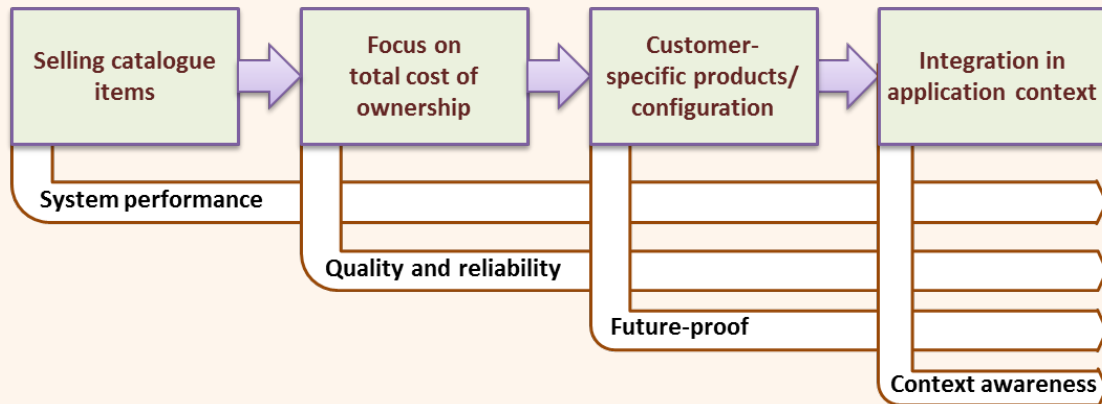 Selling catalogue
items
Focus on
total cost of
ownership
Customer-
specific products/
configuration
Integration in
application context
System performance
Quality and reliability
Future-proof
Context awareness